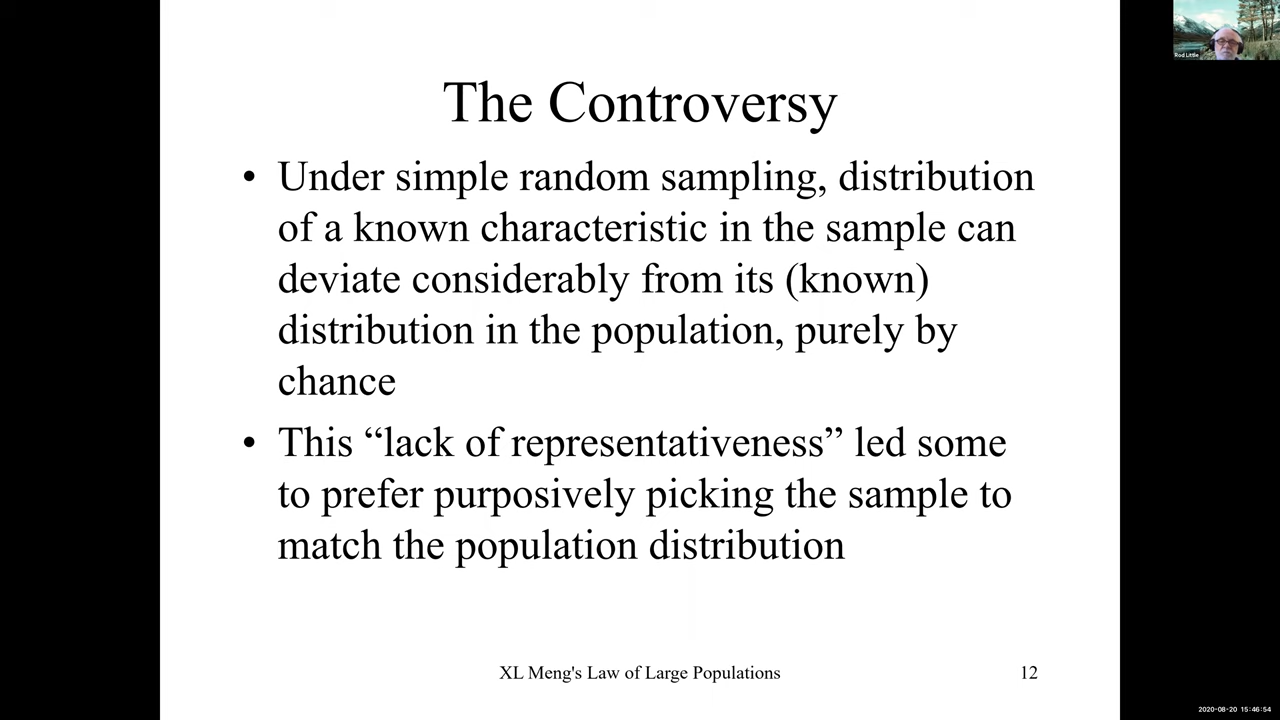 Rod Little
The Controversy
• Under simple random sampling, distribution
of a known characteristic in the sample can
deviate considerably from its (known)
distribution in the population, purely by
chance
• This “lack of representativeness” led some
to prefer purposively picking the sample to
match the population distribution
XL Meng's Law of Large Populations
12
2020-08-20 15:46:54